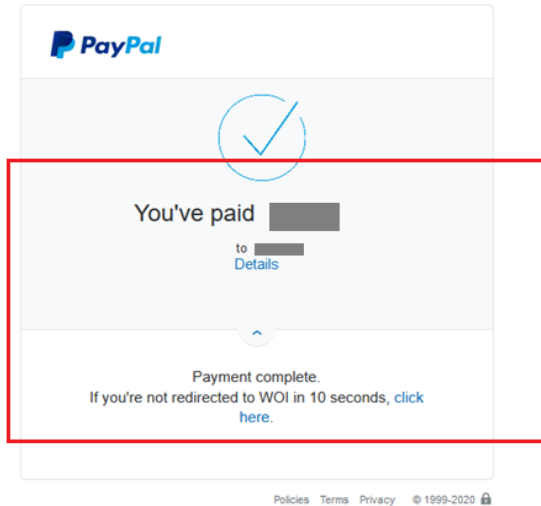 PayPal
You've paid
to
Details
Payment complete.
If you're not redirected to WOI in 10 seconds, click
here.
Policies Terms Privacy © 1999-2020